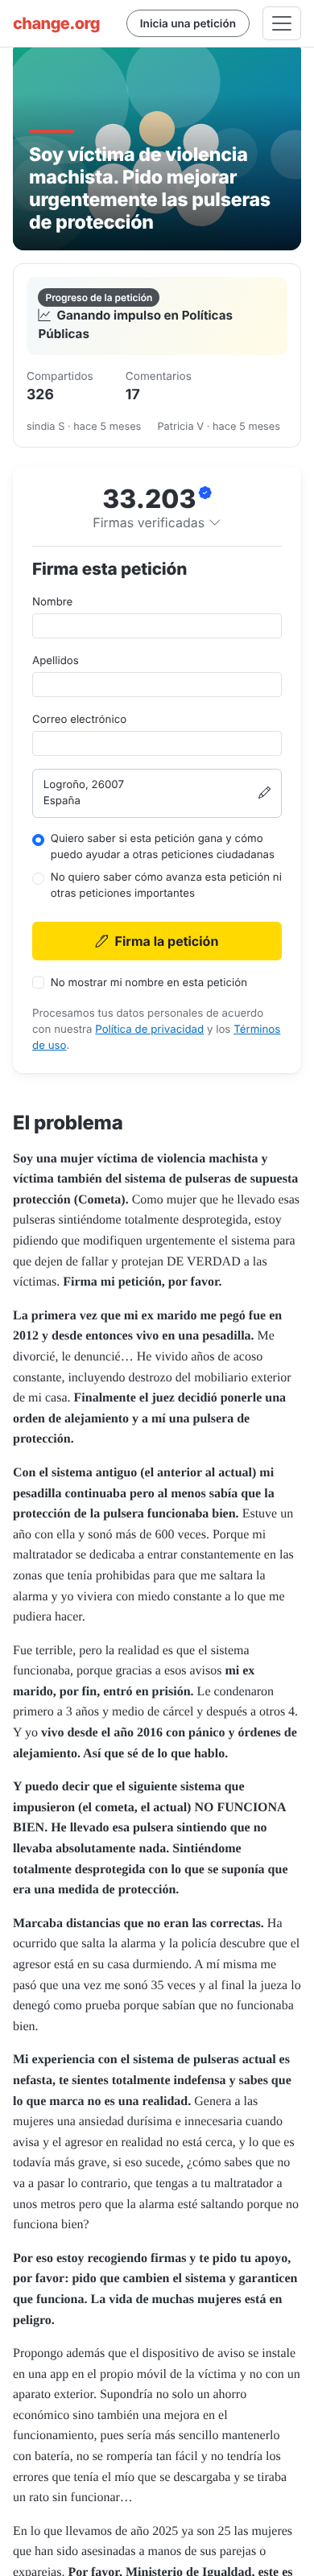 change.org
Inicia una petición
Soy víctima de violencia
machista. Pido mejorar
urgentemente las pulseras
de protección
Progreso de la petición
Ganando impulso en Políticas
Públicas
Compartidos
Comentarios
326
17
sindia S · hace 5 meses
Patricia V · hace 5 meses
33.203
Firmas verificadas
Firma esta petición
Nombre
Apellidos
Correo electrónico
Logroño, 26007
España
Quiero saber si esta petición gana y cómo
puedo ayudar a otras peticiones ciudadanas
No quiero saber cómo avanza esta petición ni
otras peticiones importantes
Firma la petición
No mostrar mi nombre en esta petición
Procesamos tus datos personales de acuerdo
con nuestra Política de privacidad y los Términos
de uso.
El problema
Soy una mujer víctima de violencia machista y
víctima también del sistema de pulseras de supuesta
protección (Cometa). Como mujer que he llevado esas
pulseras sintiéndome totalmente desprotegida, estoy
pidiendo que modifiquen urgentemente el sistema para
que dejen de fallar y protejan DE VERDAD a las
víctimas. Firma mi petición, por favor.
La primera vez que mi ex marido me pegó fue en
2012 y desde entonces vivo en una pesadilla. Me
divorcié, le denuncié… He vivido años de acoso
constante, incluyendo destrozo del mobiliario exterior
de mi casa. Finalmente el juez decidió ponerle una
orden de alejamiento y a mí una pulsera de
protección.
Con el sistema antiguo (el anterior al actual) mi
pesadilla continuaba pero al menos sabía que la
protección de la pulsera funcionaba bien. Estuve un
año con ella y sonó más de 600 veces. Porque mi
maltratador se dedicaba a entrar constantemente en las
zonas que tenía prohibidas para que me saltara la
alarma y yo viviera con miedo constante a lo que me
pudiera hacer.
Fue terrible, pero la realidad es que el sistema
funcionaba, porque gracias a esos avisos mi ex
marido, por fin, entró en prisión. Le condenaron
primero a 3 años y medio de cárcel y después a otros 4.
Y yo vivo desde el año 2016 con pánico y órdenes de
alejamiento. Así que sé de lo que hablo.
Y puedo decir que el siguiente sistema que
impusieron (el cometa, el actual) NO FUNCIONA
BIEN. He llevado esa pulsera sintiendo que no
llevaba absolutamente nada. Sintiéndome
totalmente desprotegida con lo que se suponía que
era una medida de protección.
Marcaba distancias que no eran las correctas. Ha
ocurrido que salta la alarma y la policía descubre que el
agresor está en su casa durmiendo. A mí misma me
pasó que una vez me sonó 35 veces y al final la jueza lo
denegó como prueba porque sabían que no funcionaba
bien.
Mi experiencia con el sistema de pulseras actual es
nefasta, te sientes totalmente indefensa y sabes que
lo que marca no es una realidad. Genera a las
mujeres una ansiedad durísima e innecesaria cuando
avisa y el agresor en realidad no está cerca, y lo que es
todavía más grave, si eso sucede, ¿cómo sabes que no
va a pasar lo contrario, que tengas a tu maltratador a
unos metros pero que la alarma esté saltando porque no
funciona bien?
Por eso estoy recogiendo firmas y te pido tu apoyo,
por favor: pido que cambien el sistema y garanticen
que funciona. La vida de muchas mujeres está en
peligro.
Propongo además que el dispositivo de aviso se instale
en una app en el propio móvil de la víctima y no con un
aparato exterior. Supondría no solo un ahorro
económico sino también una mejora en el
funcionamiento, pues sería más sencillo mantenerlo
con batería, no se rompería tan fácil y no tendría los
errores que tenía el mío que se descargaba y se tiraba
un rato sin funcionar…
En lo que llevamos de año 2025 ya son 25 las mujeres
que han sido asesinadas a manos de sus parejas o
exparejas. Por favor, Ministerio de Igualdad, este es